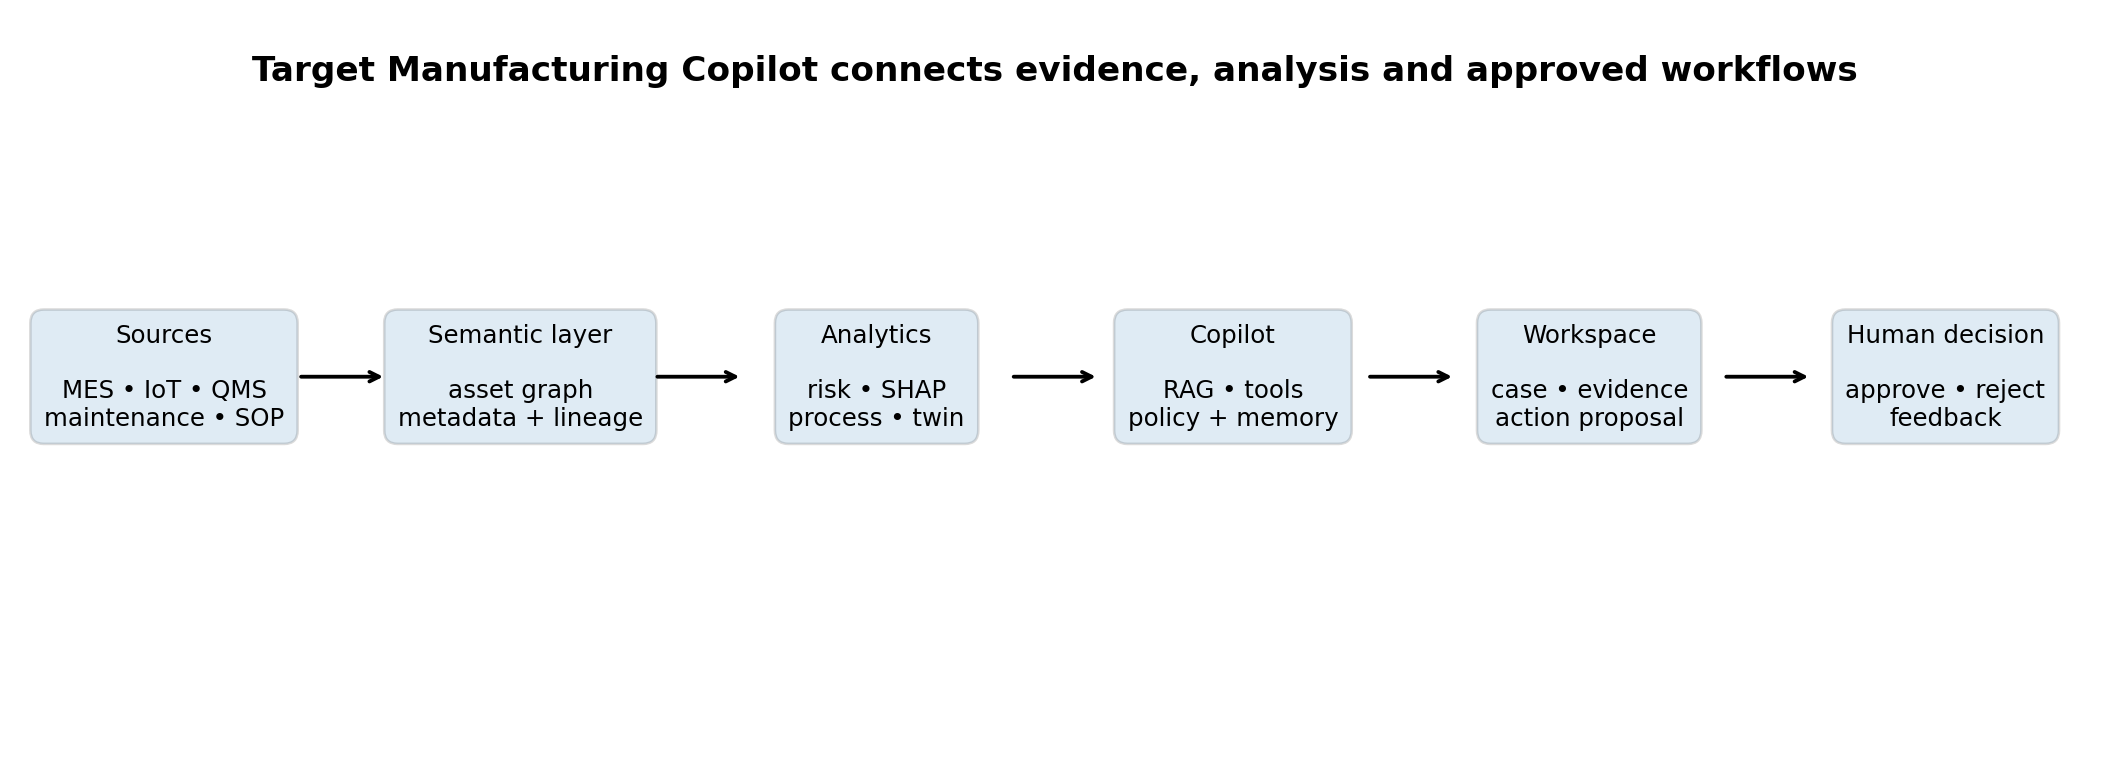 Target Manufacturing Copilot connects evidence, analysis and approved workflows
Sources
MES • IoT • QMS
maintenance • SOP
Semantic layer
asset graph
metadata + lineage
Analytics
risk • SHAP
process • twin
Copilot
RAG • tools
policy + memory
Workspace
case • evidence
action proposal
Human decision
approve • reject
feedback